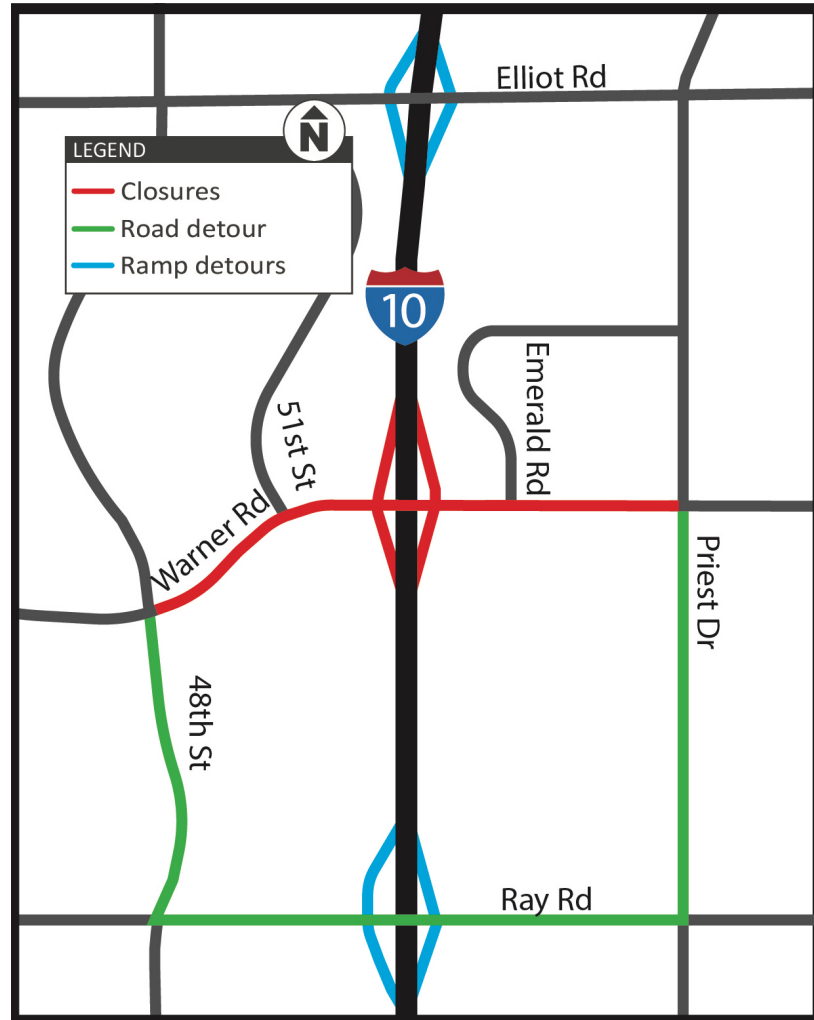 Elliot Rd
N
LEGEND
Closures
Road detour
Ramp detours
10
Emerald Rd
51st St
Warner Rd
Priest Dr
48th St
Ray Rd